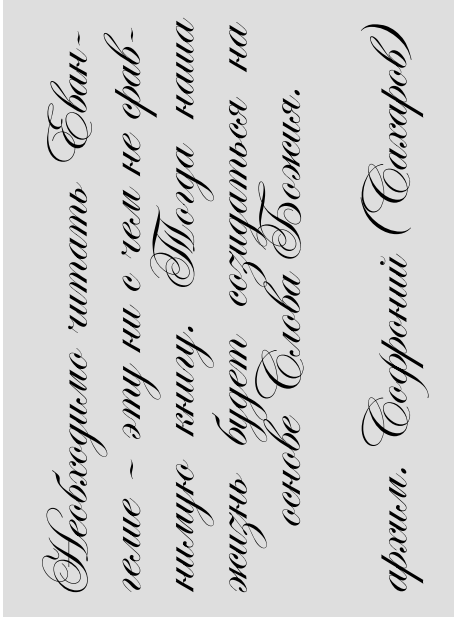 Необходимо читать Еван-
гелие ~ эту ни с чем не срав-
нимую книгу. Тогда наша
жизнь будет созидаться на
основе Слова Божия.
архим. Софроний (Сахаров)